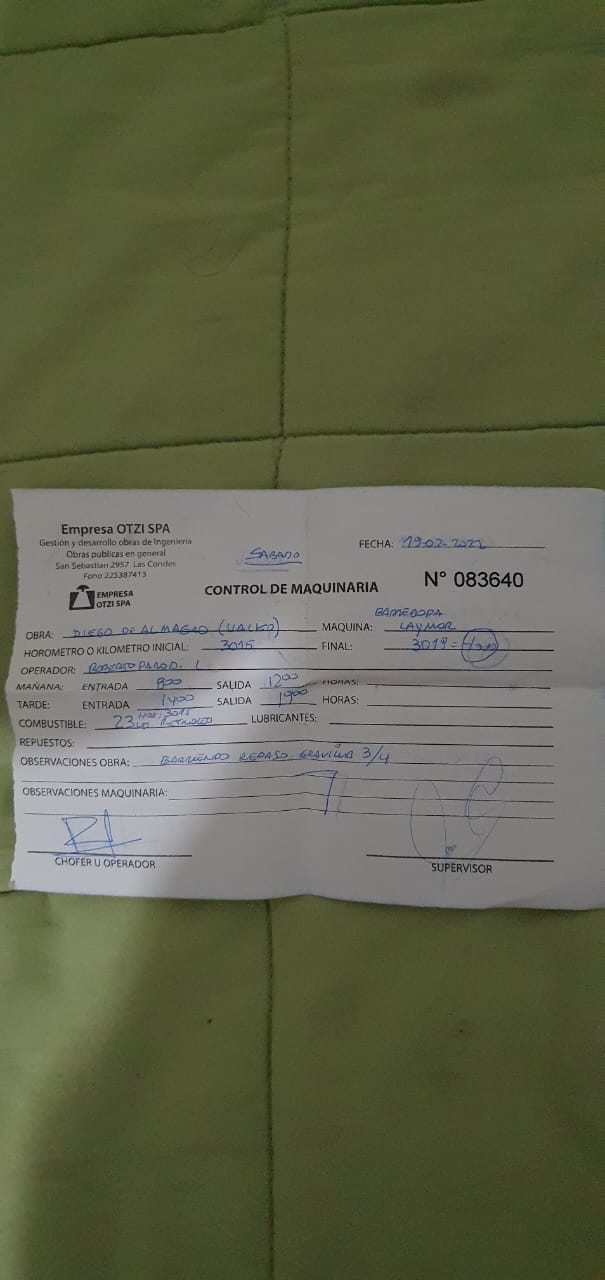 Empresa OTZI SPA
Gestión y desarrollo obras de Ingeniería
Obras publicas en general
San Sebastian 2957 Las Condes
Fono 225387413
EMPRESA
OTZI SPA
SABADO
FECHA: 19-02-2022
CONTROL DE MAQUINARIA
N° 083640
BARREDORA
OBRA: DIEGO DE ALMAGRO MAQUINA: LAYMOR
HOROMETRO O KILOMETRO INICIAL: 3015 FINAL: 3019 =
OPERADOR: ROBERTO PARODI
MAÑANA: ENTRADA 800 SALIDA 1200 HORAS:
TARDE: ENTRADA 1400 SALIDA 1900 HORAS:
COMBUSTIBLE: 23 3015 PETROLEO LUBRICANTES:
REPUESTOS:
OBSERVACIONES OBRA: BARRIENDO REPASO GRAVILLA 3/4
OBSERVACIONES MAQUINARIA:
CHOFER U OPERADOR
SUPERVISOR